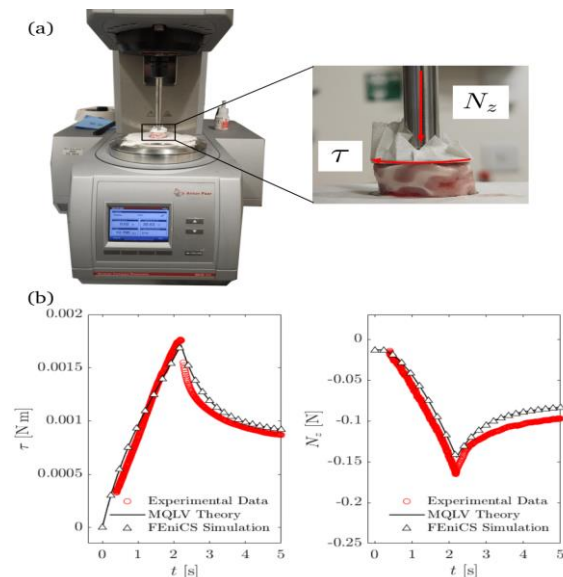 (a)
N_z
τ
(b)
0.002
0.0015
0.001
0.0005
0
τ [N m]
Experimental Data
MQLV Theory
FEniCS Simulation
0 1 2 3 4 5
t [s]
0
-0.05
-0.1
-0.15
-0.2
-0.25
N_z [N]
Experimental Data
MQLV Theory
FEniCS Simulation
0 1 2 3 4 5
t [s]